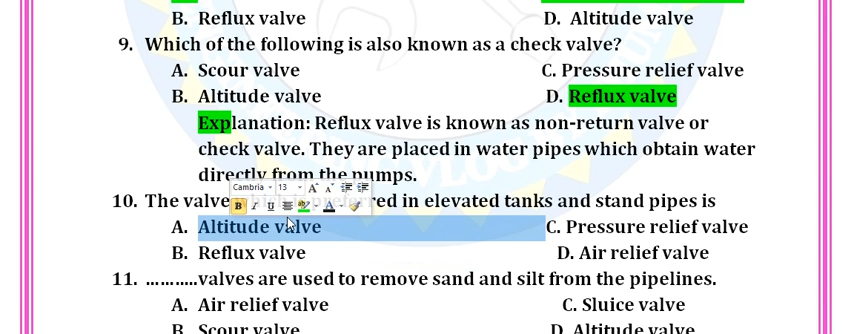 B. Reflux valve D. Altitude valve
9. Which of the following is also known as a check valve?
A. Scour valve C. Pressure relief valve
B. Altitude valve D. Reflux valve
Explanation: Reflux valve is known as non-return valve or
check valve. They are placed in water pipes which obtain water
directly from the pumps.
Cambria 13
10. The valve red in elevated tanks and stand pipes is
A. Altitude valve C. Pressure relief valve
B. Reflux valve D. Air relief valve
11. ...........valves are used to remove sand and silt from the pipelines.
A. Air relief valve C. Sluice valve
B. Scour valve D. Altitude valve